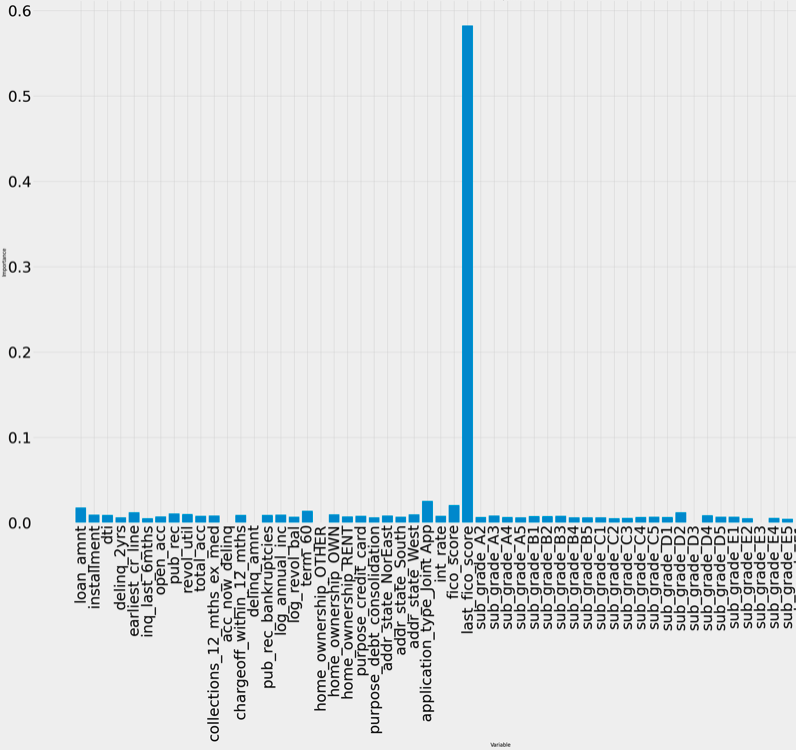 0.6
0.5
0.4
0.3
0.2
0.1
0.0
Importance
loan_amnt
installment
dti
delinq_2yrs
earliest_cr_line
inq_last_6mths
open_acc
pub_rec
revol_util
total_acc
collections_12_mths_ex_med
acc_now_delinq
chargeoff_within_12_mths
delinq_amnt
pub_rec_bankruptcies
log_annual_inc
log_revol_bal
term_60
home_ownership_OTHER
home_ownership_OWN
home_ownership_RENT
purpose_credit_card
purpose_debt_consolidation
addr_state_NorEast
addr_state_South
addr_state_West
application_type_Joint_App
int_rate
fico_score
last_fico_score
sub_grade_A2
sub_grade_A3
sub_grade_A4
sub_grade_A5
sub_grade_B1
sub_grade_B2
sub_grade_B3
sub_grade_B4
sub_grade_B5
sub_grade_C1
sub_grade_C2
sub_grade_C3
sub_grade_C4
sub_grade_C5
sub_grade_D1
sub_grade_D2
sub_grade_D3
sub_grade_D4
sub_grade_D5
sub_grade_E1
sub_grade_E2
sub_grade_E3
sub_grade_E4
sub_grade_E5
Variable